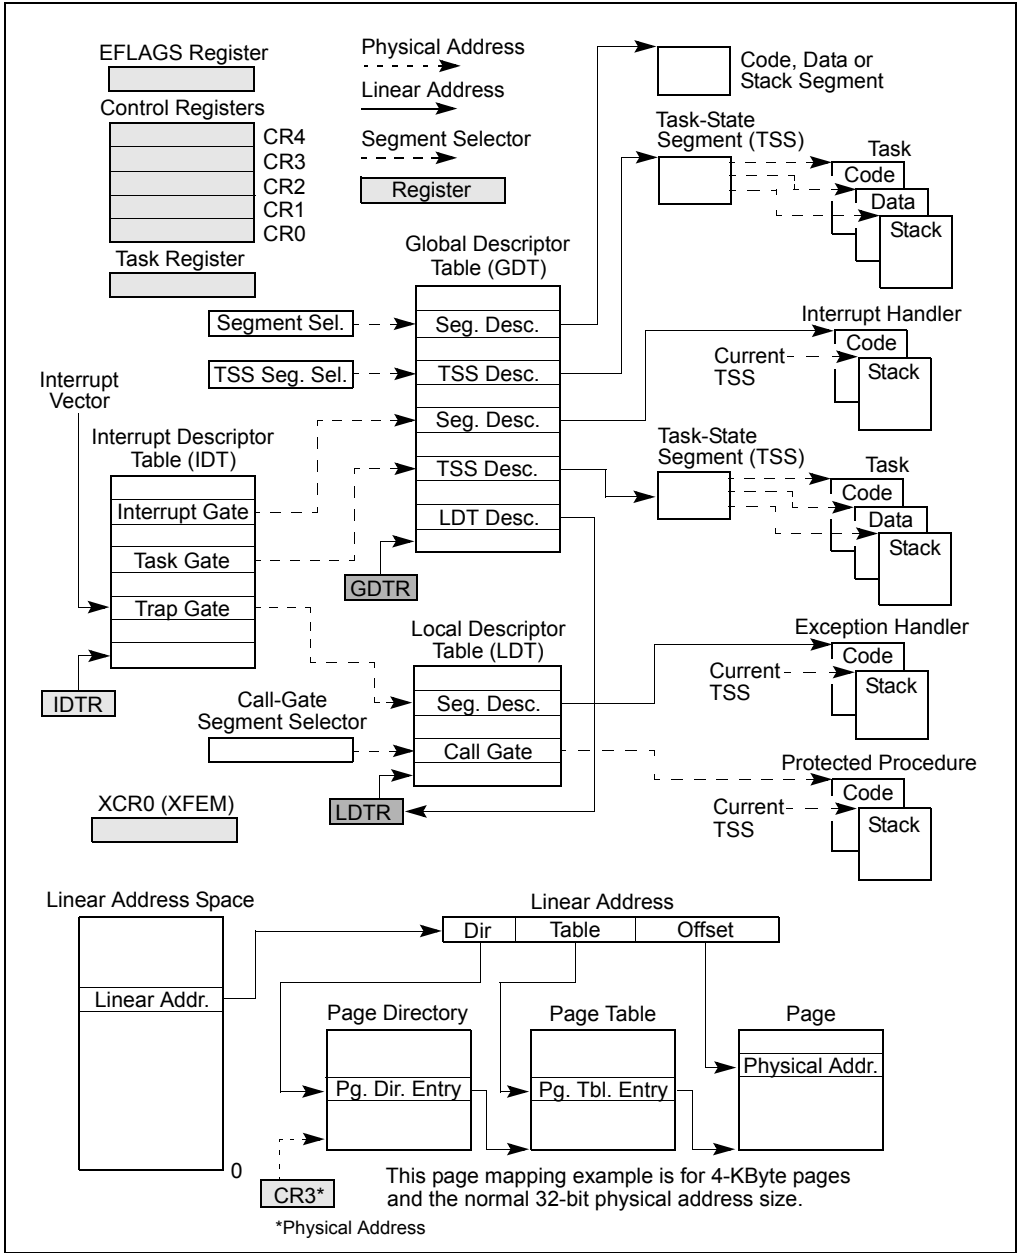 EFLAGS Register
Control Registers
CR4
CR3
CR2
CR1
CR0
Task Register
Physical Address
Linear Address
Segment Selector
Register
Global Descriptor
Table (GDT)
Segment Sel.
TSS Seg. Sel.
Seg. Desc.
TSS Desc.
Seg. Desc.
TSS Desc.
LDT Desc.
GDTR
Code, Data or
Stack Segment
Task-State
Segment (TSS)
Task
Code
Data
Stack
Interrupt Handler
Code
Current
TSS
Stack
Task-State
Segment (TSS)
Task
Code
Data
Stack
Interrupt
Vector
Interrupt Descriptor
Table (IDT)
Interrupt Gate
Task Gate
Trap Gate
IDTR
Local Descriptor
Table (LDT)
Call-Gate
Segment Selector
Seg. Desc.
Call Gate
LDTR
Exception Handler
Code
Current
TSS
Stack
Protected Procedure
Code
Current
TSS
Stack
XCR0 (XFEM)
Linear Address Space
Linear Addr.
0
Linear Address
Dir
Table
Offset
Page Directory
Pg. Dir. Entry
Page Table
Pg. Tbl. Entry
Page
Physical Addr.
CR3*
*Physical Address
This page mapping example is for 4-KByte pages
and the normal 32-bit physical address size.